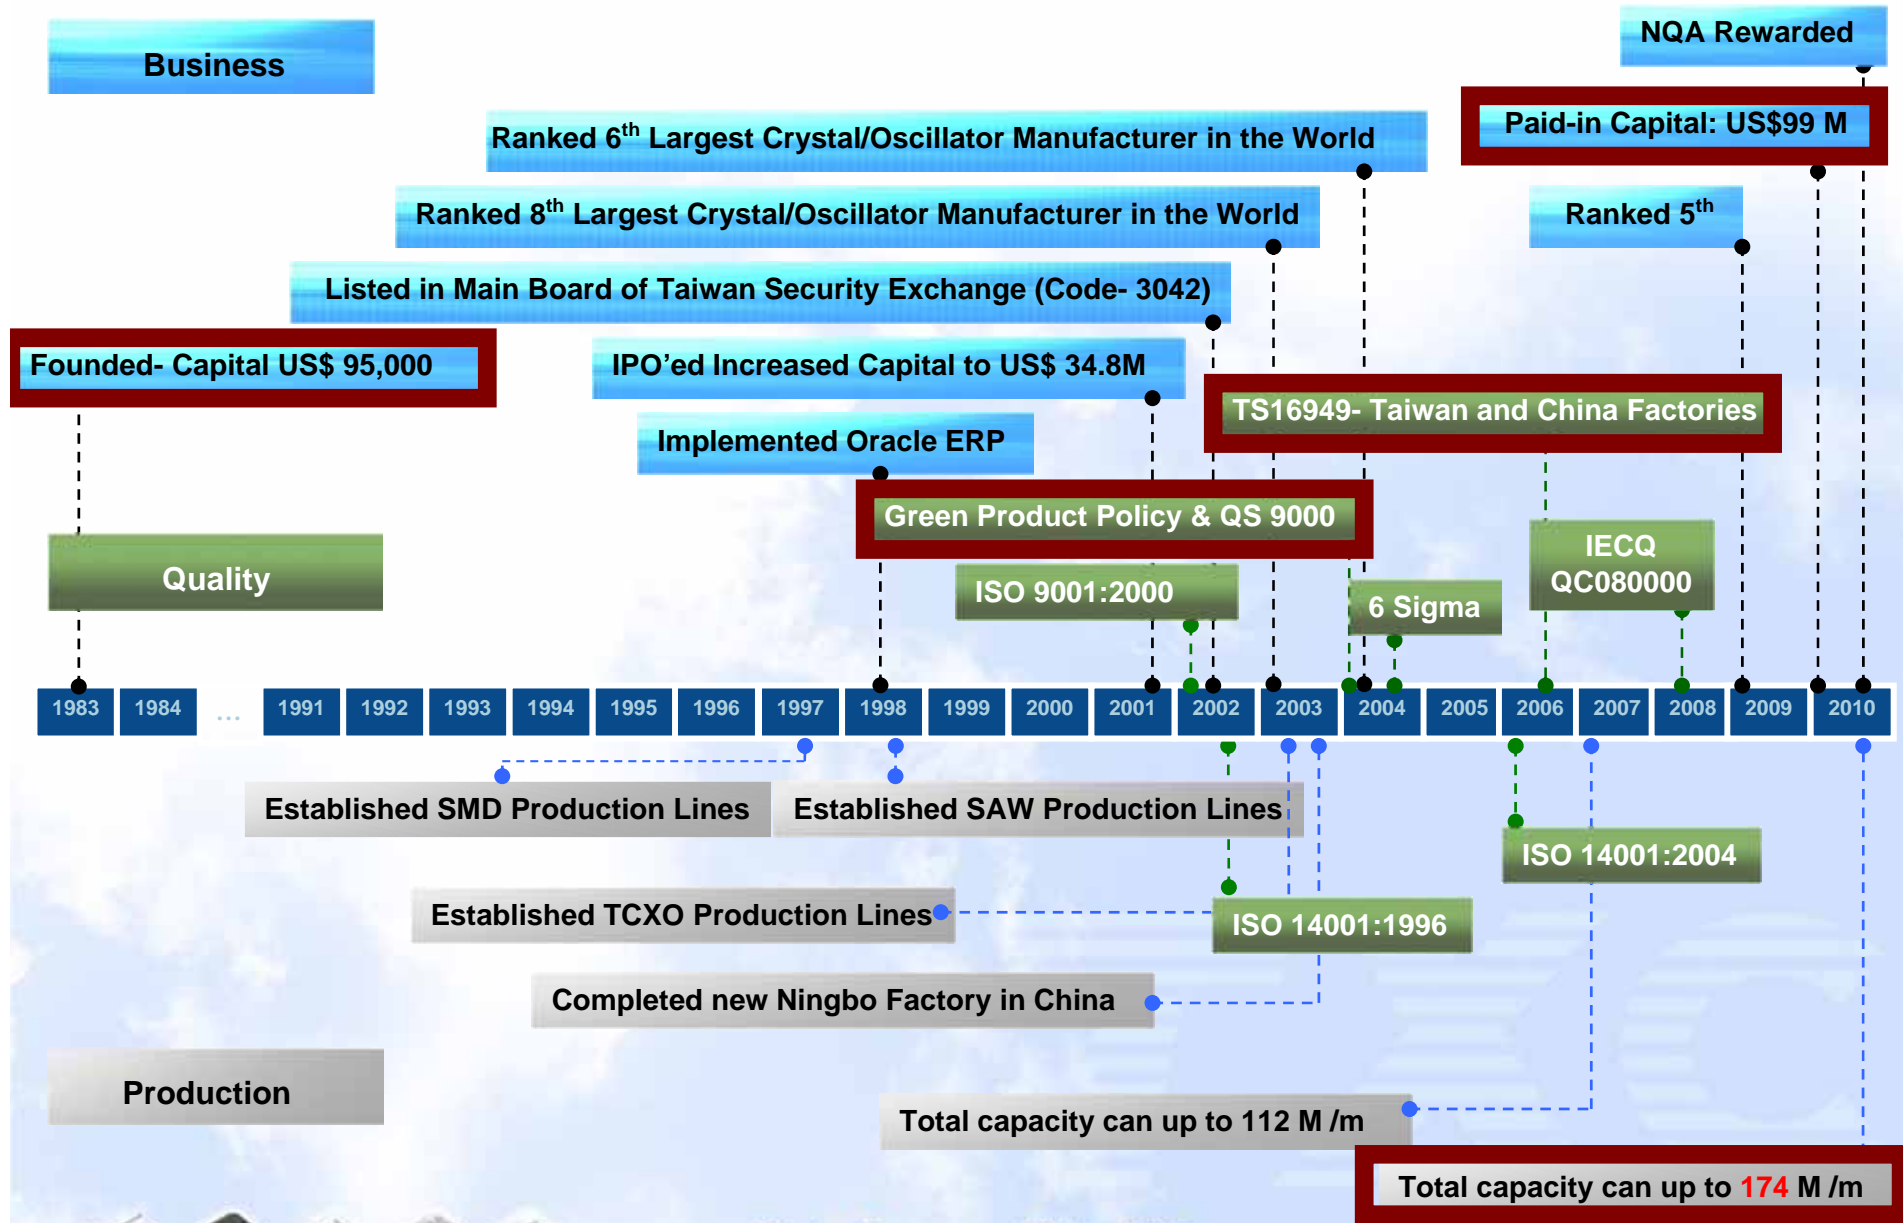 NQA Rewarded
Business
Paid-in Capital: US$99 M
Ranked 6th Largest Crystal/Oscillator Manufacturer in the World
Ranked 8th Largest Crystal/Oscillator Manufacturer in the World
Ranked 5th
Listed in Main Board of Taiwan Security Exchange (Code- 3042)
Founded- Capital US$ 95,000
IPO'ed Increased Capital to US$ 34.8M
TS16949- Taiwan and China Factories
Implemented Oracle ERP
Green Product Policy & QS 9000
IECQ
QC080000
Quality
ISO 9001:2000
6 Sigma
1983 1984 ... 1991 1992 1993 1994 1995 1996 1997 1998 1999 2000 2001 2002 2003 2004 2005 2006 2007 2008 2009 2010
Established SMD Production Lines
Established SAW Production Lines
ISO 14001:2004
Established TCXO Production Lines
ISO 14001:1996
Completed new Ningbo Factory in China
Production
Total capacity can up to 112 M /m
Total capacity can up to 174 M /m